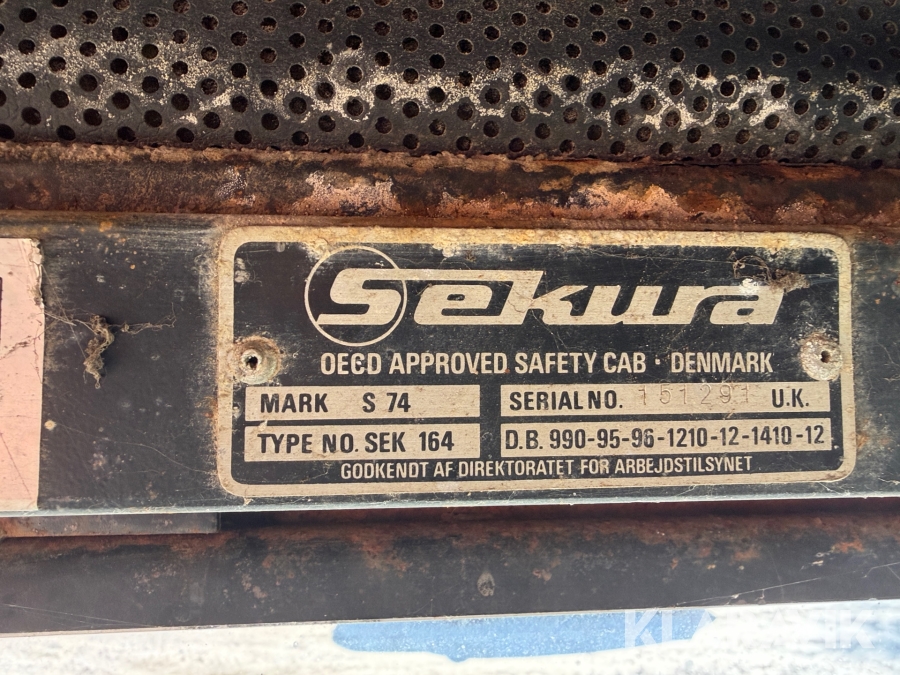 Sekura
OECD APPROVED SAFETY CAB · DENMARK
MARK S 74
SERIAL NO. 151291 U.K.
TYPE NO. SEK 164
D.B. 990-95-96-1210-12-1410-12
GODKENDT AF DIREKTORATET FOR ARBEJDSTILSYNET